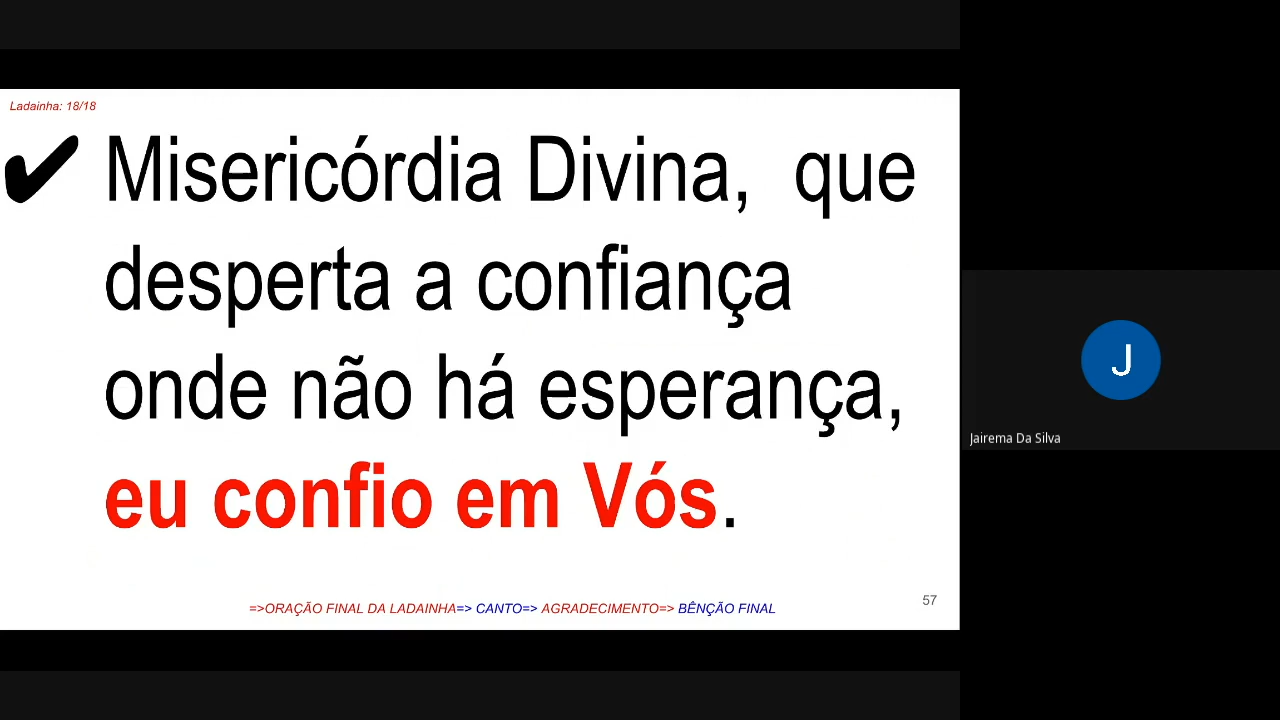 Ladainha: 18/18
✔ Misericórdia Divina,  que
desperta a confiança
onde não há esperança,
eu confio em Vós.
=>ORAÇÃO FINAL DA LADAINHA=> CANTO=> AGRADECIMENTO=> BÊNÇÃO FINAL
57
J
Jairema Da Silva